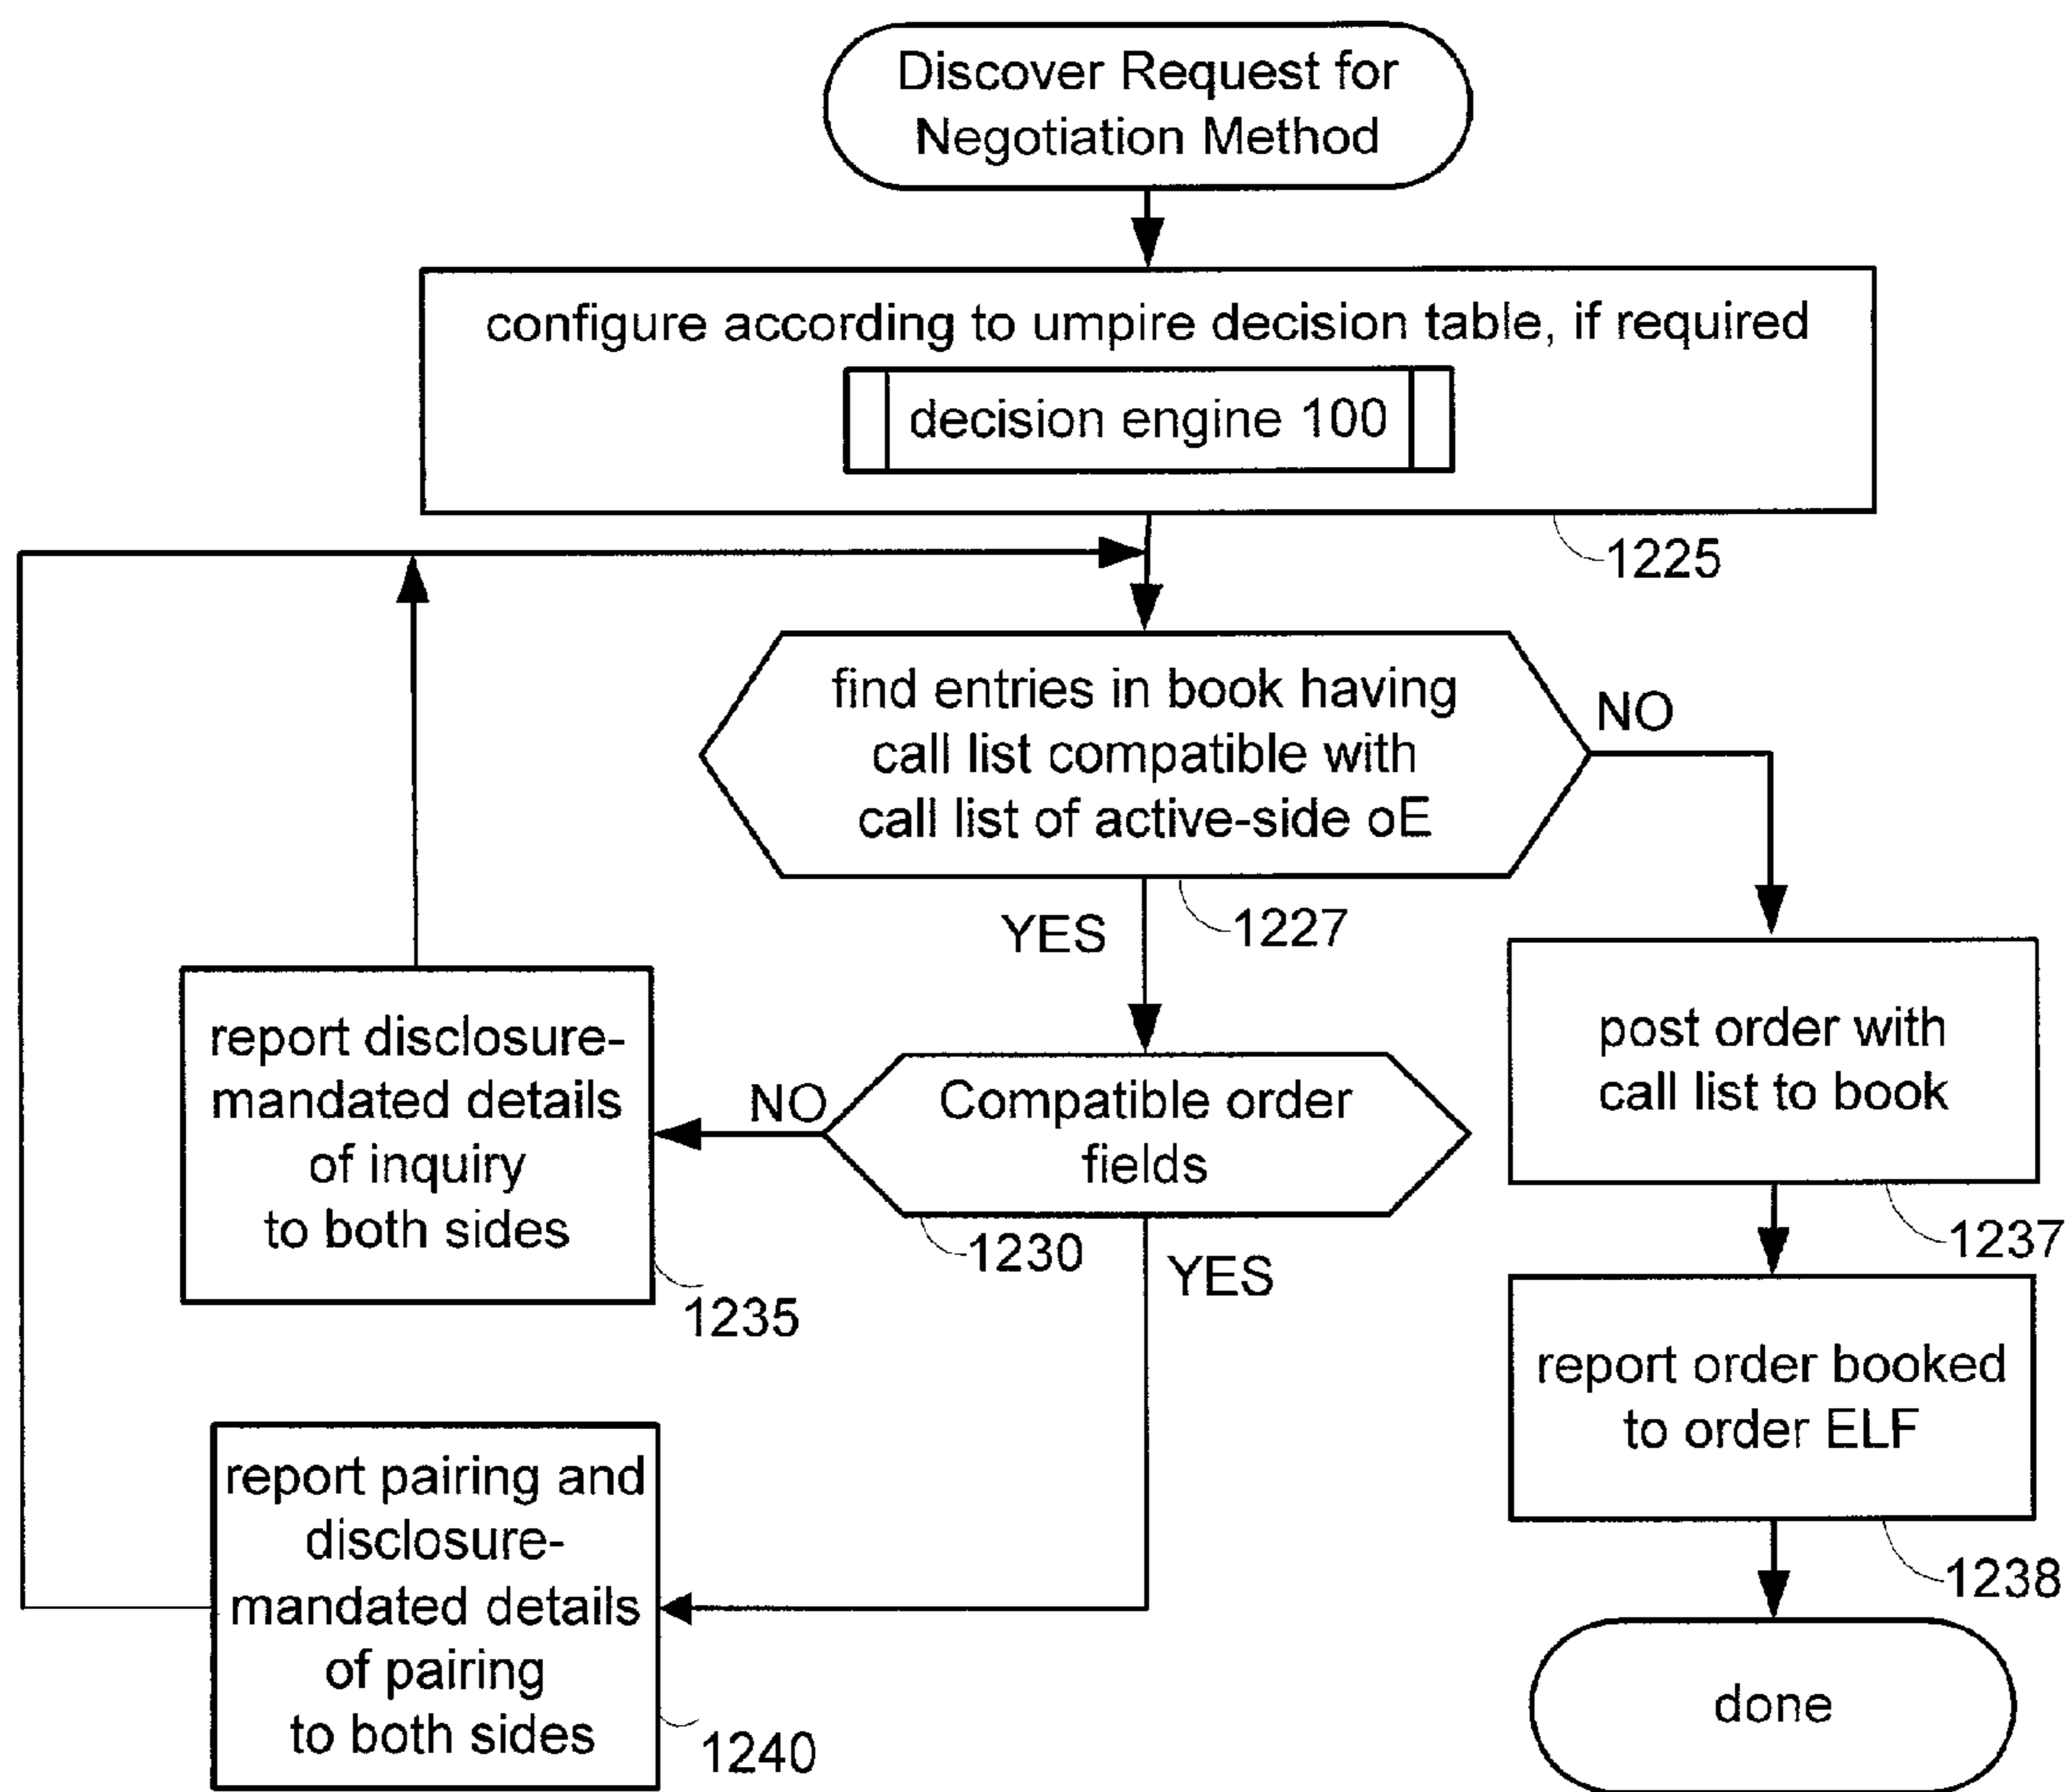 Discover Request for
Negotiation Method
configure according to umpire decision table, if required
decision engine 100
1225
find entries in book having
call list compatible with
call list of active-side oE
NO
YES
1227
post order with
call list to book
1237
Compatible order
fields
NO
1230
YES
report disclosure-
mandated details
of inquiry
to both sides
1235
report order booked
to order ELF
1238
report pairing and
disclosure-
mandated details
of pairing
to both sides
1240
done